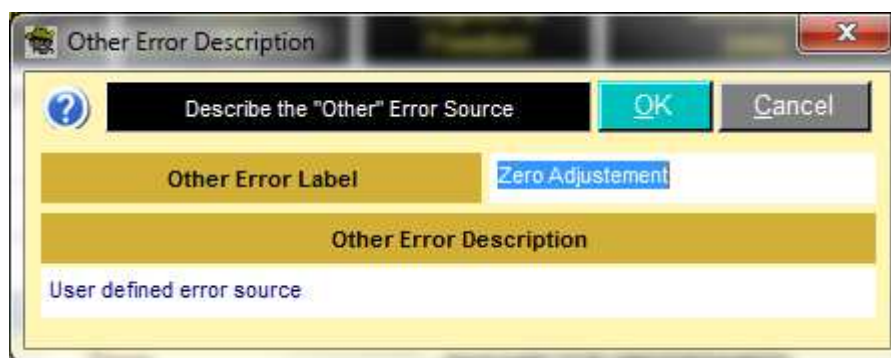 Other Error Description
Describe the "Other" Error Source
OK
Cancel
Other Error Label
Zero Adjustement
Other Error Description
User defined error source